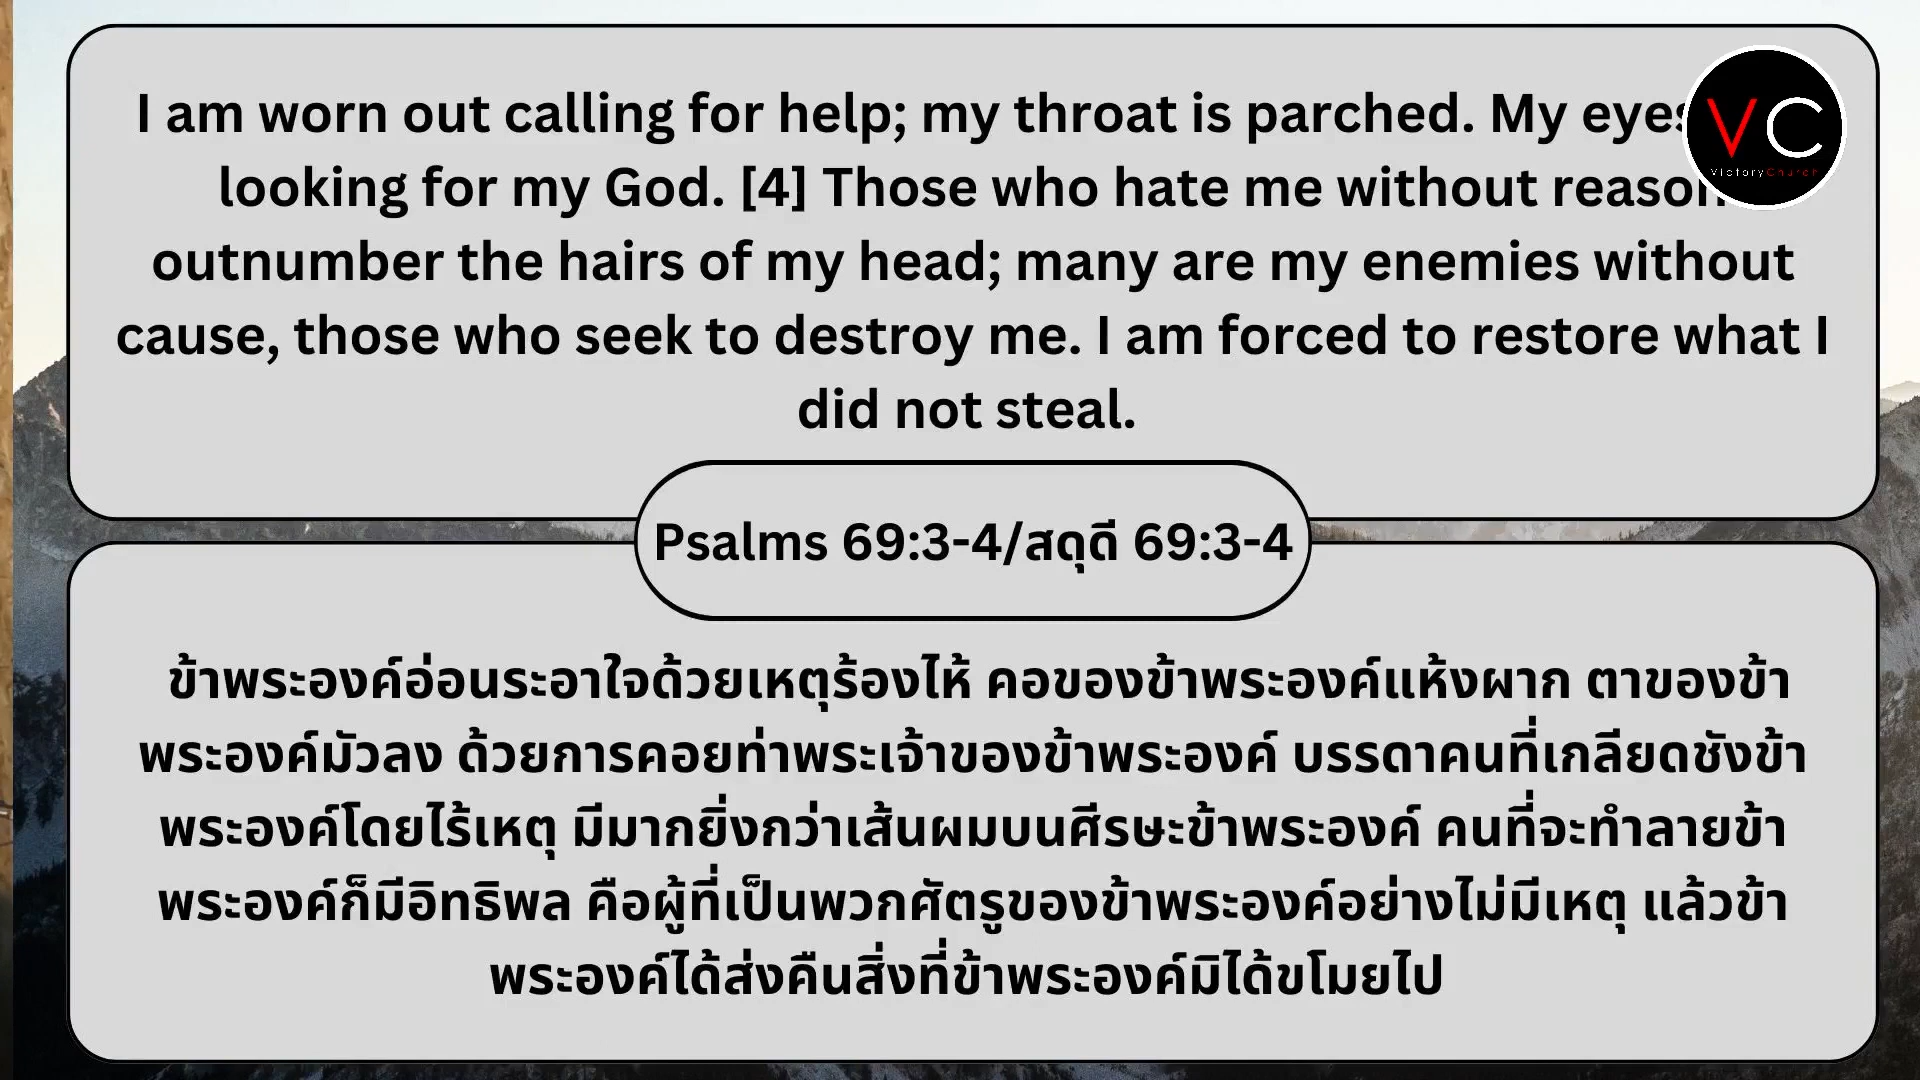 I am worn out calling for help; my throat is parched. My eyes
looking for my God. [4] Those who hate me without reason
outnumber the hairs of my head; many are my enemies without
cause, those who seek to destroy me. I am forced to restore what I
did not steal.
VC
VictoryChurch
Psalms 69:3-4/สดุดี 69:3-4
ข้าพระองค์อ่อนระอาใจด้วยเหตุร้องไห้ คอของข้าพระองค์แห้งผาก ตาของข้า
พระองค์มัวลง ด้วยการคอยท่าพระเจ้าของข้าพระองค์ บรรดาคนที่เกลียดชังข้า
พระองค์โดยไร้เหตุ มีมากยิ่งกว่าเส้นผมบนศีรษะข้าพระองค์ คนที่จะทำลายข้า
พระองค์ก็มีอิทธิพล คือผู้ที่เป็นพวกศัตรูของข้าพระองค์อย่างไม่มีเหตุ แล้วข้า
พระองค์ได้ส่งคืนสิ่งที่ข้าพระองค์มิได้ขโมยไป